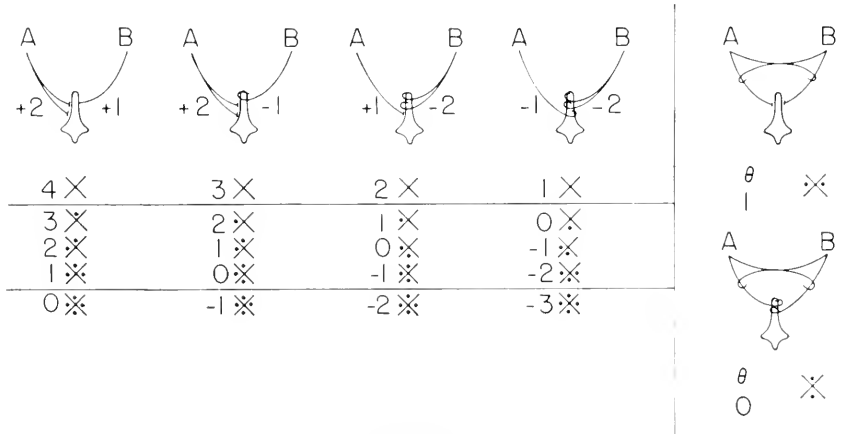 A B A B A B A B A B
+2 +1 +2 -1 +1 -2 -1 -2
4 3 2 1
3 2 1 0
2 1 0 -1
1 0 -1 -2
0 -1 -2 -3
θ
1
A B
θ
0